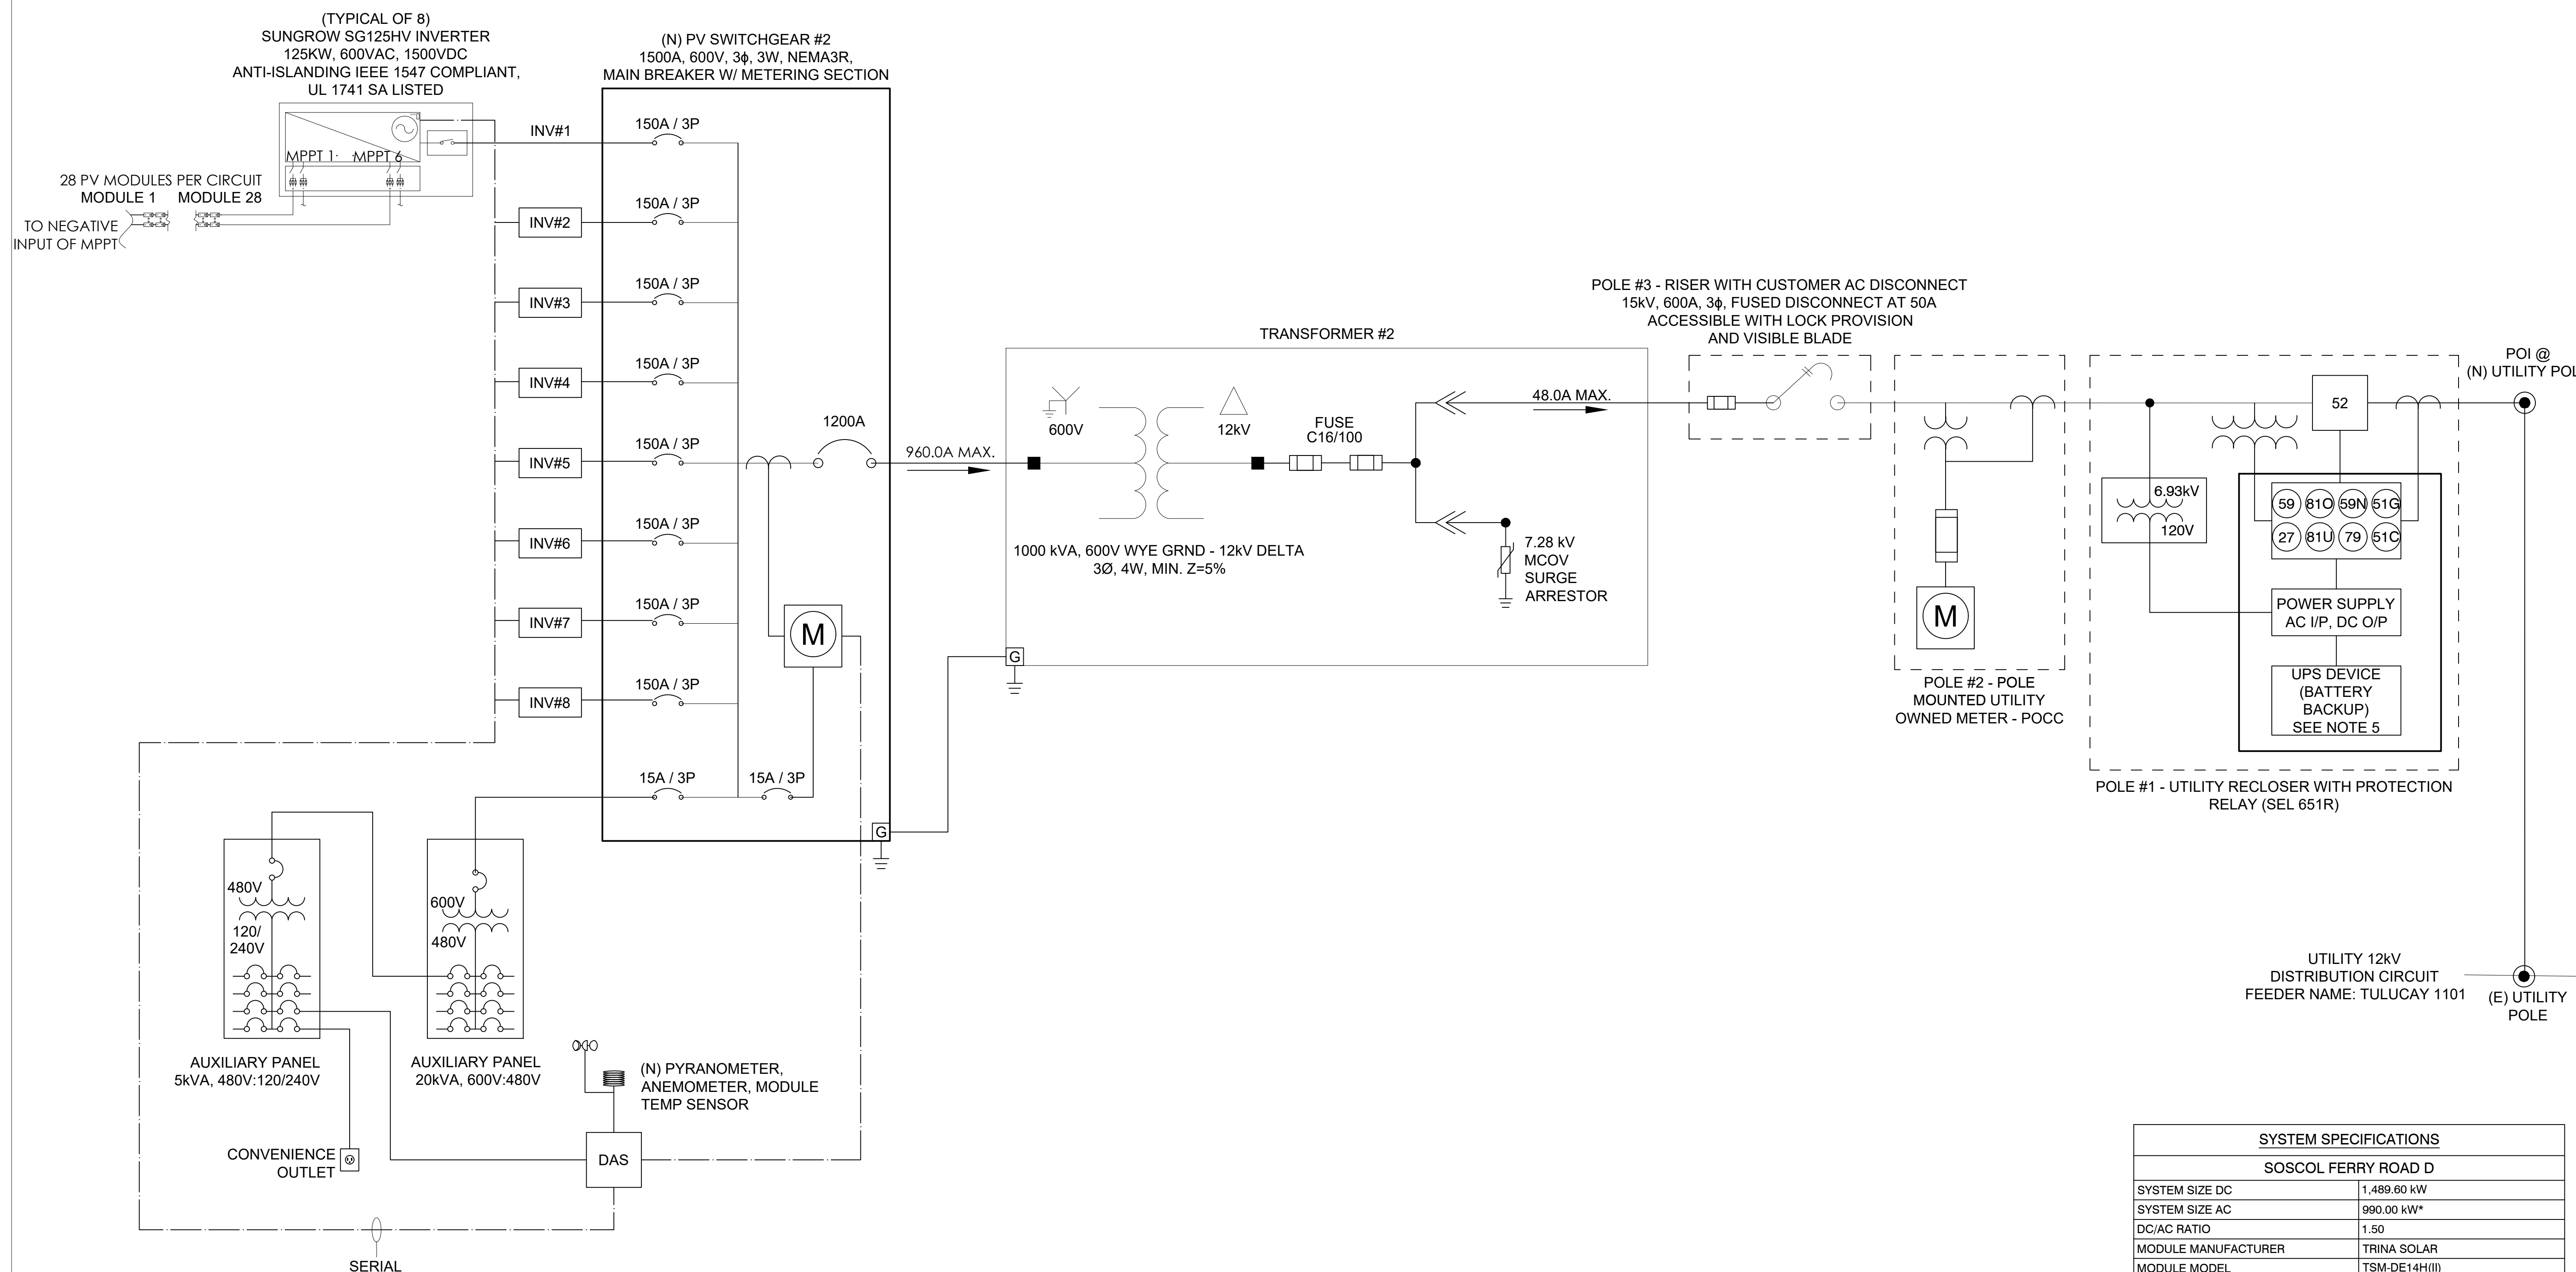 (TYPICAL OF 8)
SUNGROW SG125HV INVERTER
125KW, 600VAC, 1500VDC
ANTI-ISLANDING IEEE 1547 COMPLIANT,
UL 1741 SA LISTED
MPPT 1
MPPT 6
28 PV MODULES PER CIRCUIT
MODULE 1 MODULE 28
TO NEGATIVE
INPUT OF MPPT
(N) PV SWITCHGEAR #2
1500A, 600V, 3ϕ, 3W, NEMA3R,
MAIN BREAKER W/ METERING SECTION
INV#1
150A / 3P
INV#2
150A / 3P
INV#3
150A / 3P
INV#4
150A / 3P
INV#5
150A / 3P
INV#6
150A / 3P
INV#7
150A / 3P
INV#8
150A / 3P
15A / 3P
15A / 3P
1200A
M
G
960.0A MAX.
TRANSFORMER #2
600V
12kV
FUSE
C16/100
48.0A MAX.
1000 kVA, 600V WYE GRND - 12kV DELTA
3Ø, 4W, MIN. Z=5%
7.28 kV
MCOV
SURGE
ARRESTOR
G
POLE #3 - RISER WITH CUSTOMER AC DISCONNECT
15kV, 600A, 3ϕ, FUSED DISCONNECT AT 50A
ACCESSIBLE WITH LOCK PROVISION
AND VISIBLE BLADE
M
POLE #2 - POLE
MOUNTED UTILITY
OWNED METER - POCC
52
6.93kV
120V
59 81O 59N 51G
27 81U 79 51C
POWER SUPPLY
AC I/P, DC O/P
UPS DEVICE
(BATTERY
BACKUP)
SEE NOTE 5
POLE #1 - UTILITY RECLOSER WITH PROTECTION
RELAY (SEL 651R)
POI @
(N) UTILITY POL
UTILITY 12kV
DISTRIBUTION CIRCUIT
FEEDER NAME: TULUCAY 1101
(E) UTILITY
POLE
480V
120/
240V
AUXILIARY PANEL
5kVA, 480V:120/240V
600V
480V
AUXILIARY PANEL
20kVA, 600V:480V
CONVENIENCE
OUTLET
(N) PYRANOMETER,
ANEMOMETER, MODULE
TEMP SENSOR
DAS
SERIAL
SYSTEM SPECIFICATIONS
SOSCOL FERRY ROAD D
SYSTEM SIZE DC 1,489.60 kW
SYSTEM SIZE AC 990.00 kW*
DC/AC RATIO 1.50
MODULE MANUFACTURER TRINA SOLAR
MODULE MODEL TSM-DE14H(II)